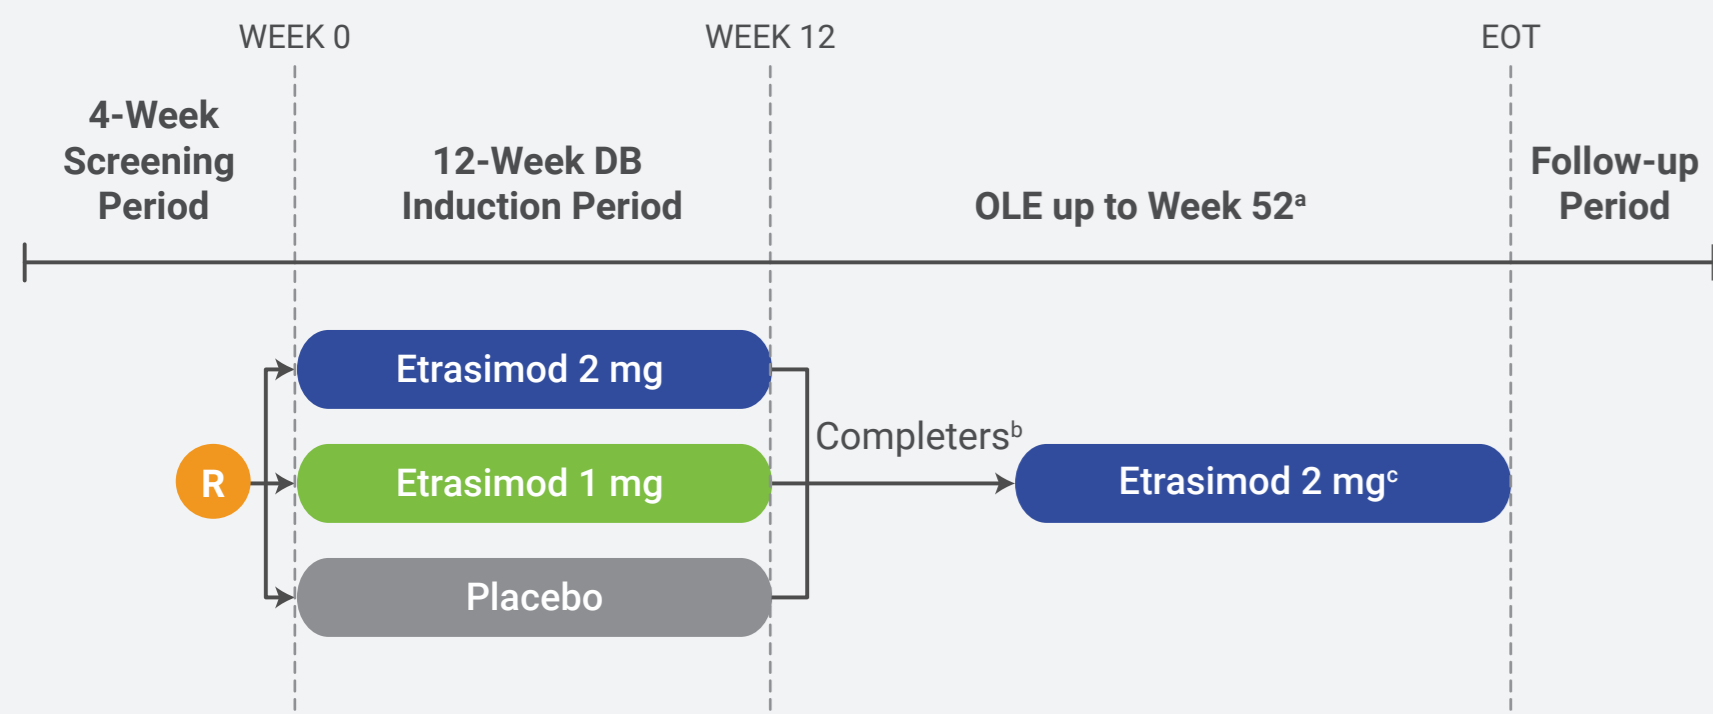 WEEK 0
WEEK 12
EOT
4-Week
Screening
Period
12-Week DB
Induction Period
OLE up to Week 52ᵃ
Follow-up
Period
Etrasimod 2 mg
R
Etrasimod 1 mg
Placebo
Completersᵇ
Etrasimod 2 mgᶜ